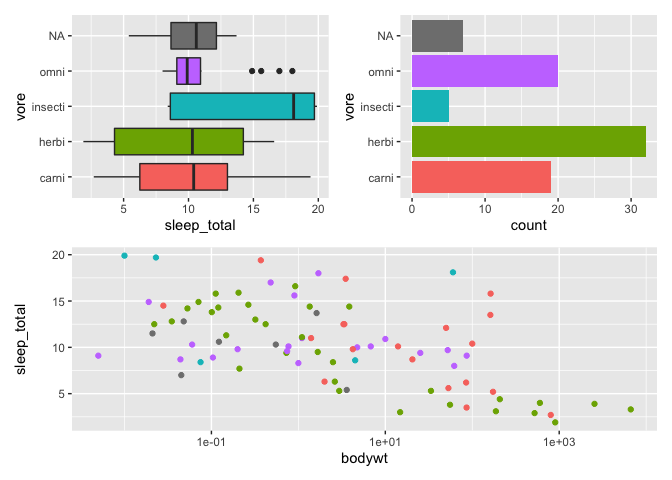 vore
NA
omni
insecti
herbi
carni
5
10
15
20
sleep_total
vore
NA
omni
insecti
herbi
carni
0
10
20
30
count
sleep_total
20
15
10
5
1e-01
1e+01
1e+03
bodywt